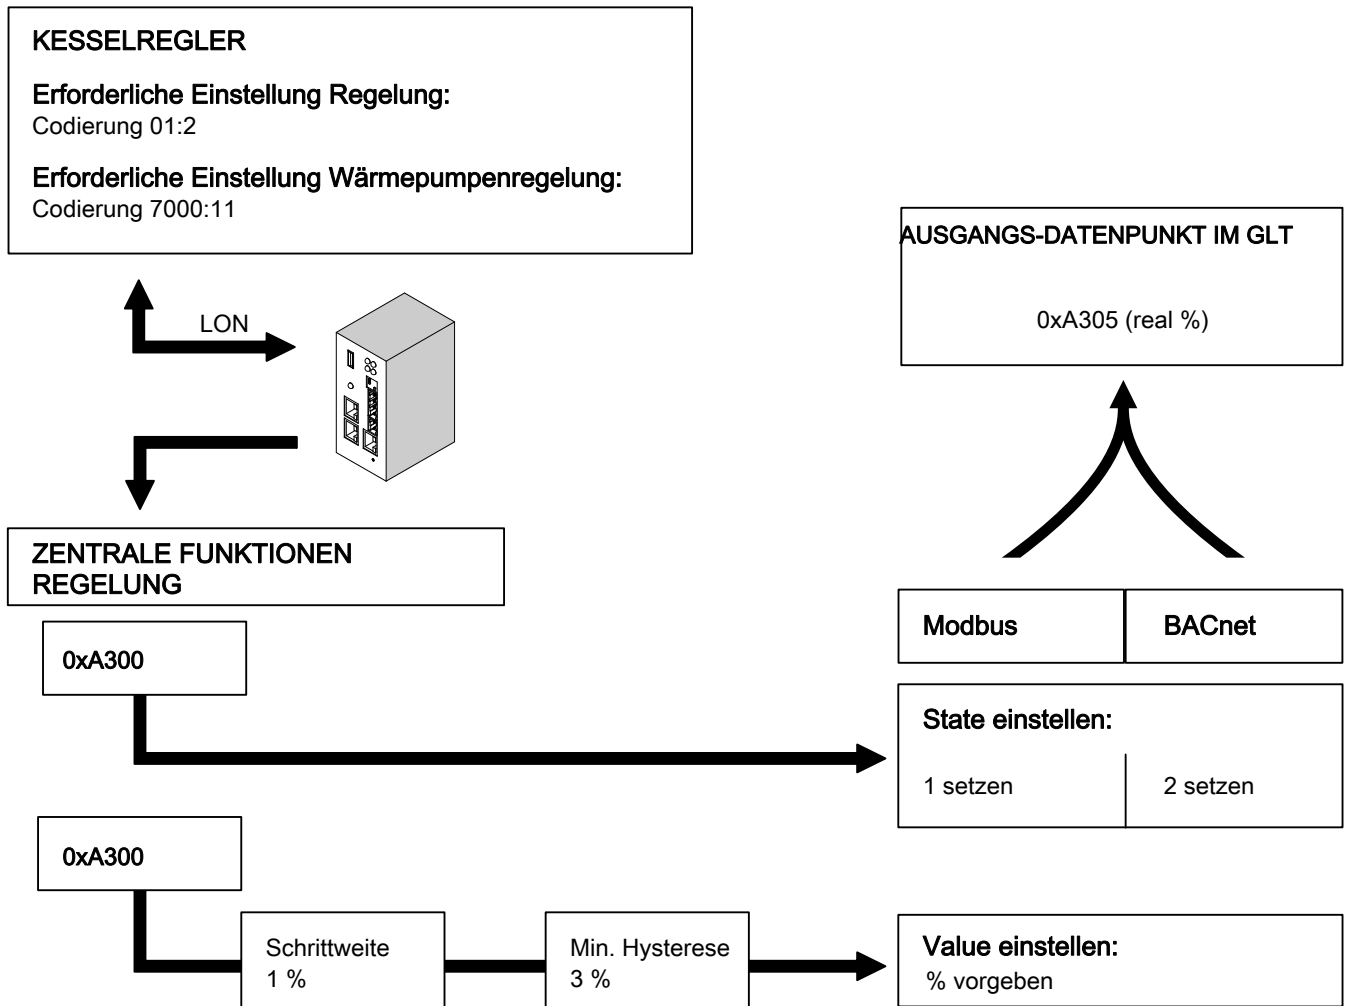 KESSELREGLER
Erforderliche Einstellung Regelung:
Codierung 01:2
Erforderliche Einstellung Wärmepumpenregelung:
Codierung 7000:11
LON
AUSGANGS-DATENPUNKT IM GLT
0xA305 (real %)
ZENTRALE FUNKTIONEN
REGELUNG
0xA300
Modbus
BACnet
State einstellen:
1 setzen
2 setzen
0xA300
Schrittweite
1 %
Min. Hysterese
3 %
Value einstellen:
% vorgeben